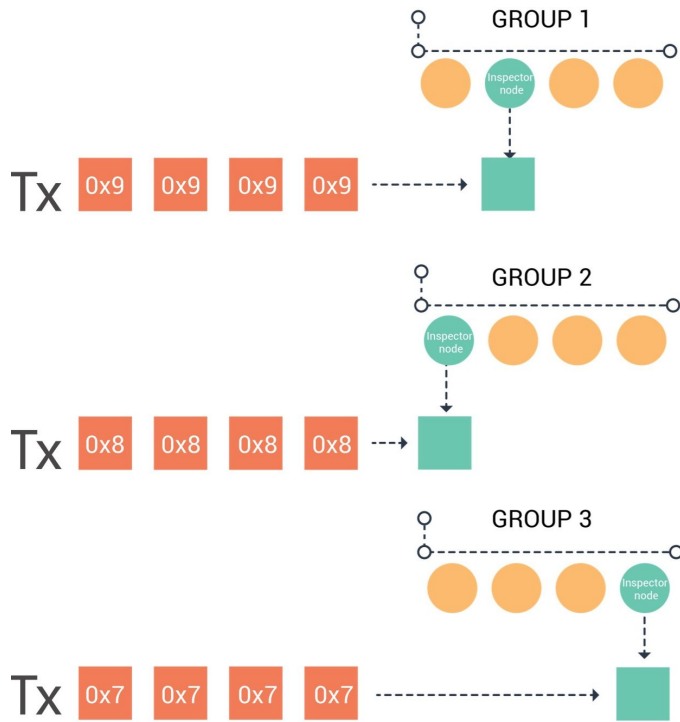 GROUP 1
Inspector
node
Tx 0x9 0x9 0x9 0x9
GROUP 2
Inspector
node
Tx 0x8 0x8 0x8 0x8
GROUP 3
Inspector
node
Tx 0x7 0x7 0x7 0x7